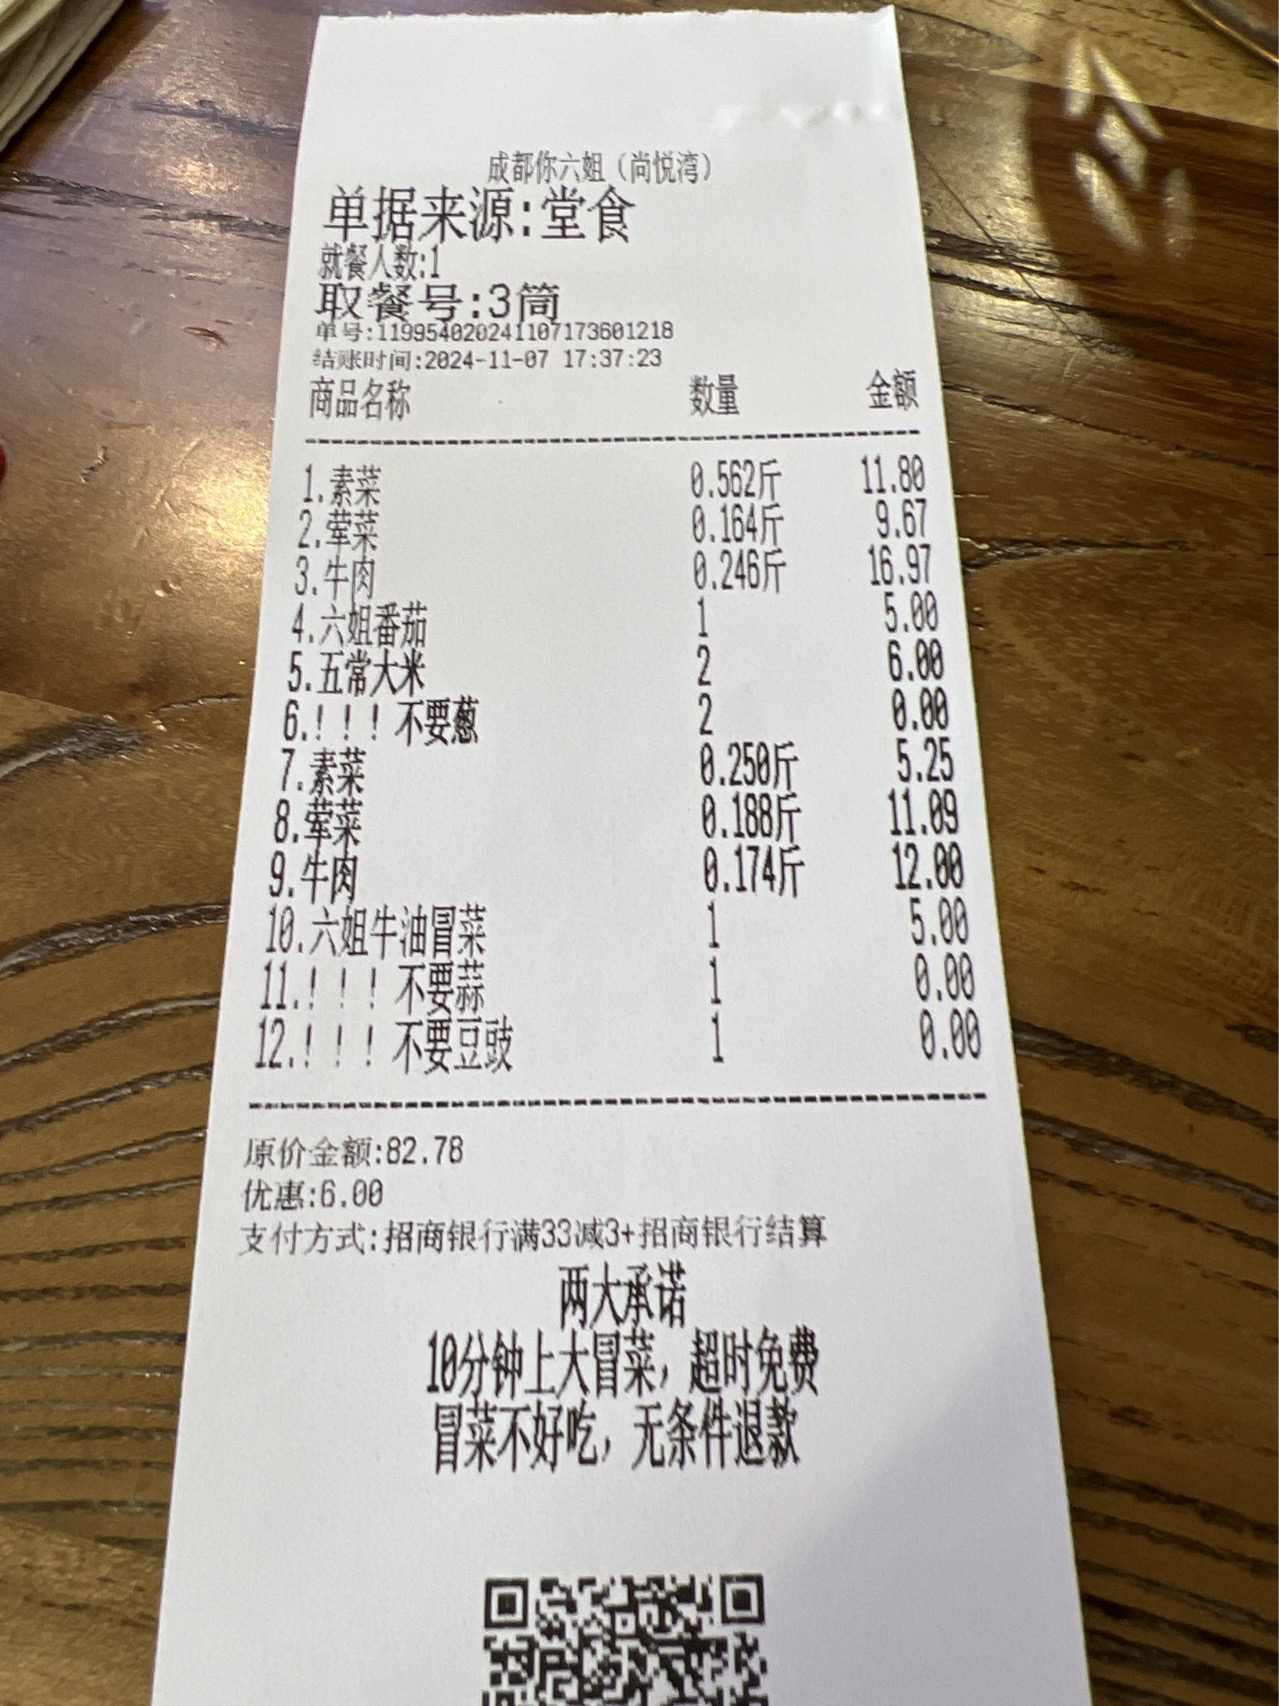 成都你六姐（尚悦湾）
单据来源:堂食
就餐人数:1
取餐号:3筒
单号:119954020241107173601218
结账时间:2024-11-07 17:37:23
商品名称 数量 金额
1.素菜 0.562斤 11.80
2.荤菜 0.164斤 9.67
3.牛肉 0.246斤 16.97
4.六姐番茄 1 5.00
5.五常大米 2 6.00
6.！！！不要葱 2 0.00
7.素菜 0.250斤 5.25
8.荤菜 0.188斤 11.09
9.牛肉 0.174斤 12.00
10.六姐牛油冒菜 1 5.00
11.！！！不要蒜 1 0.00
12.！！！不要豆豉 1 0.00
原价金额:82.78
优惠:6.00
支付方式:招商银行满33减3+招商银行结算
两大承诺
10分钟上大冒菜，超时免费
冒菜不好吃，无条件退款